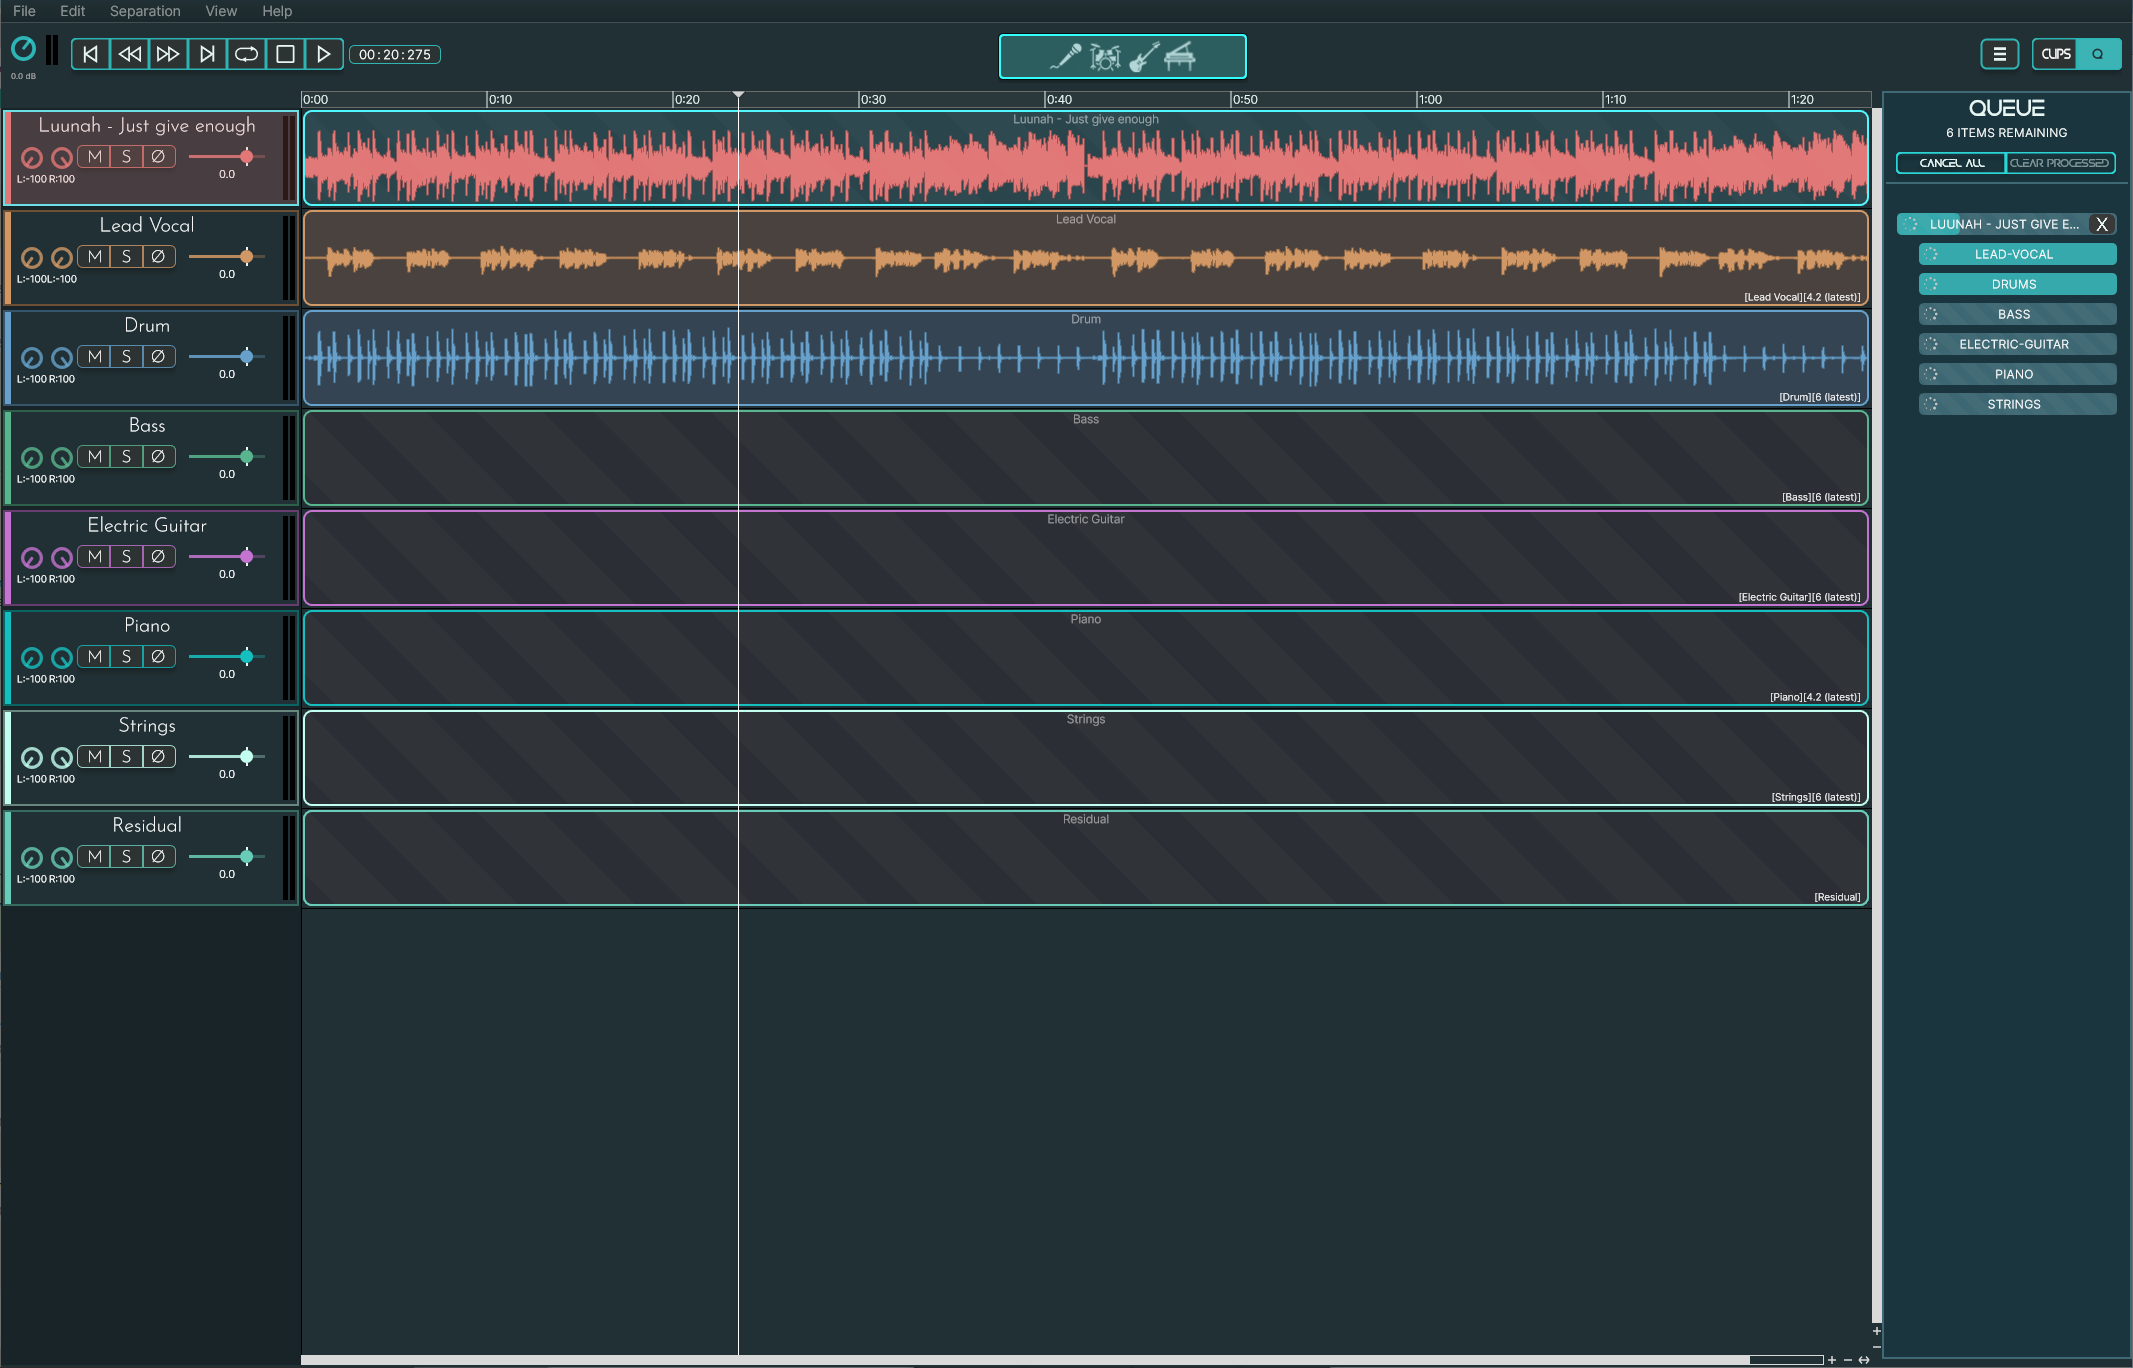 File Edit Separation View Help
0.0 dB
00:20:275
CLIPS Q
0:00 0:10 0:20 0:30 0:40 0:50 1:00 1:10 1:20
Luunah - Just give enough
M S Ø
L:-100 R:100
0.0
Luunah - Just give enough
Lead Vocal
M S Ø
L:-100L:-100
0.0
Lead Vocal
[Lead Vocal][4.2 (latest)]
Drum
M S Ø
L:-100 R:100
0.0
Drum
[Drum][6 (latest)]
Bass
M S Ø
L:-100 R:100
0.0
Bass
[Bass][6 (latest)]
Electric Guitar
M S Ø
L:-100 R:100
0.0
Electric Guitar
[Electric Guitar][6 (latest)]
Piano
M S Ø
L:-100 R:100
0.0
Piano
[Piano][4.2 (latest)]
Strings
M S Ø
L:-100 R:100
0.0
Strings
[Strings][6 (latest)]
Residual
M S Ø
L:-100 R:100
0.0
Residual
[Residual]
QUEUE
6 ITEMS REMAINING
CANCEL ALL CLEAR PROCESSED
LUUNAH - JUST GIVE E... X
LEAD-VOCAL
DRUMS
BASS
ELECTRIC-GUITAR
PIANO
STRINGS